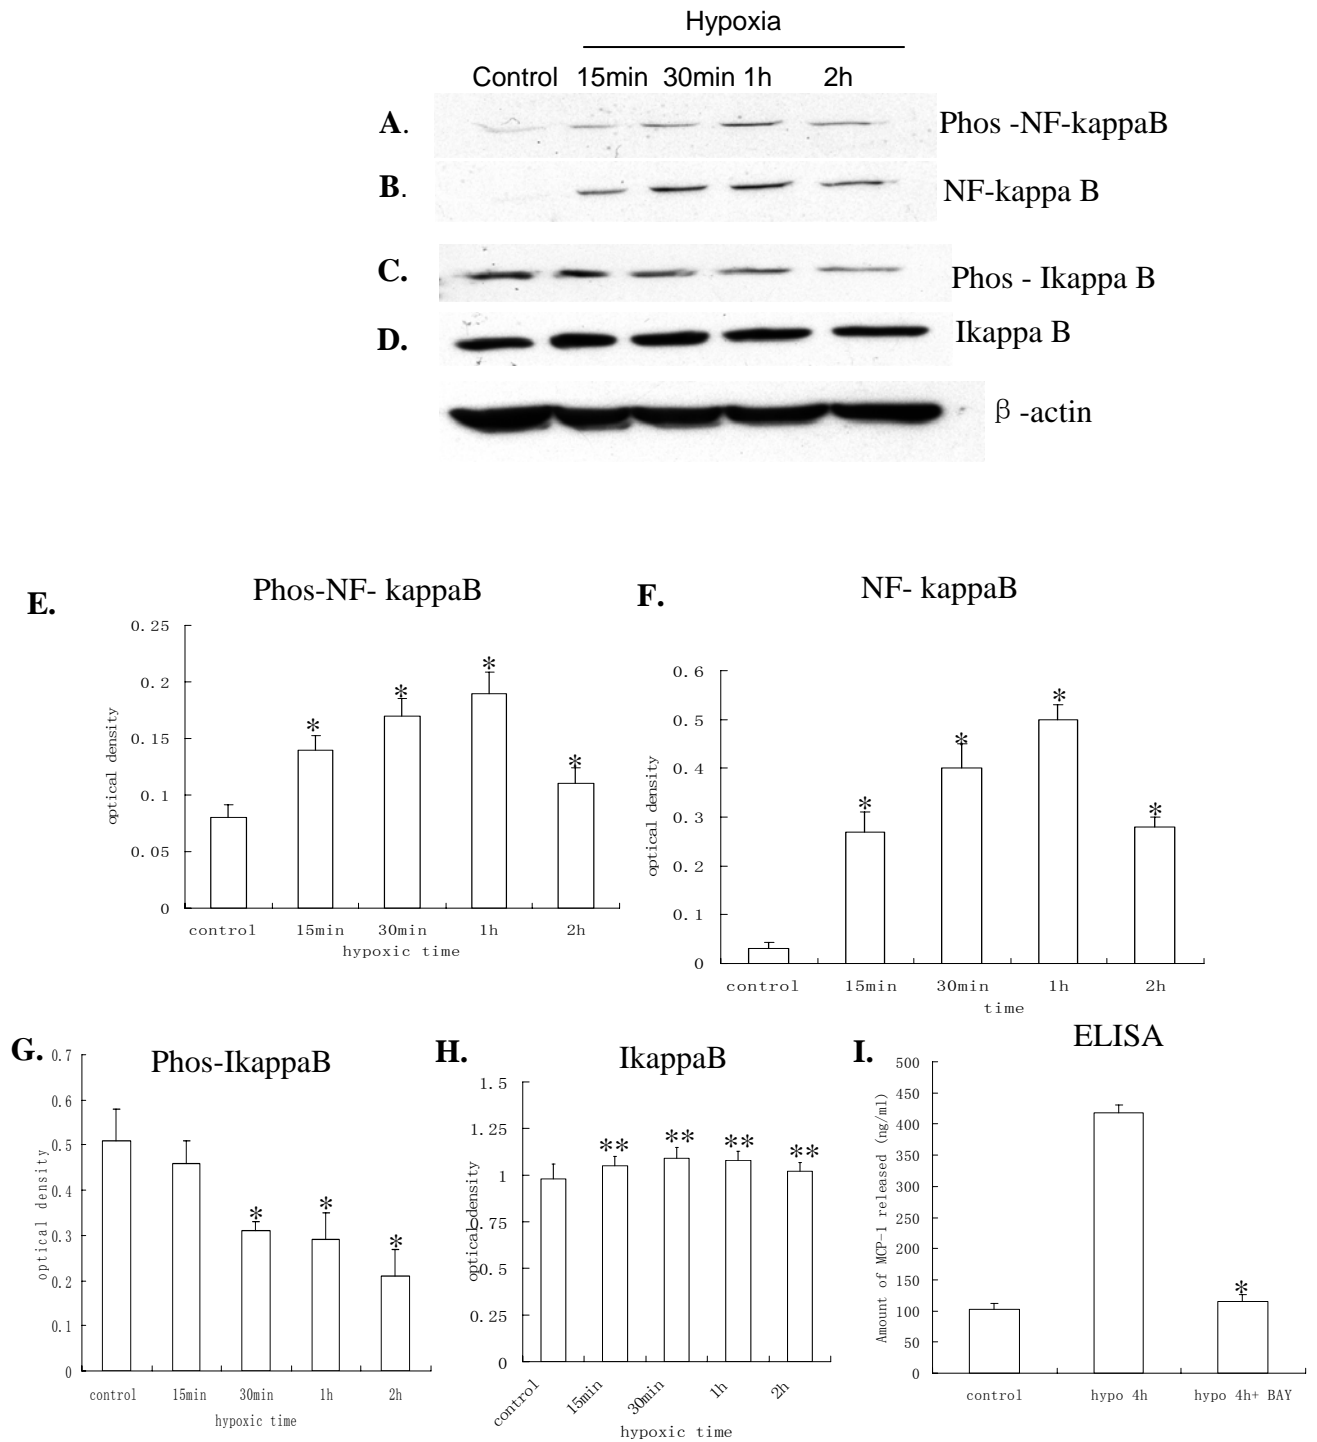 Hypoxia
Control 15min 30min 1h 2h
A. Phos -NF-kappaB
B. NF-kappa B
C. Phos - Ikappa B
D. Ikappa B
β-actin
E. Phos-NF- kappaB
0.25
0.2
0.15
0.1
0.05
0
optical density
* * * *
control 15min 30min 1h 2h
hypoxic time
F. NF- kappaB
0.6
0.5
0.4
0.3
0.2
0.1
0
optical density
* * * *
control 15min 30min 1h 2h
time
G. Phos-IkappaB
0.7
0.6
0.5
0.4
0.3
0.2
0.1
0
optical density
* * *
control 15min 30min 1h 2h
hypoxic time
H. IkappaB
1.5
1.25
1
0.75
0.5
0.25
0
optical density
** ** ** **
control 15min 30min 1h 2h
hypoxic time
I. ELISA
500
450
400
350
300
250
200
150
100
50
0
Amount of MCP-1 released (ng/ml)
*
control hypo 4h hypo 4h+ BAY